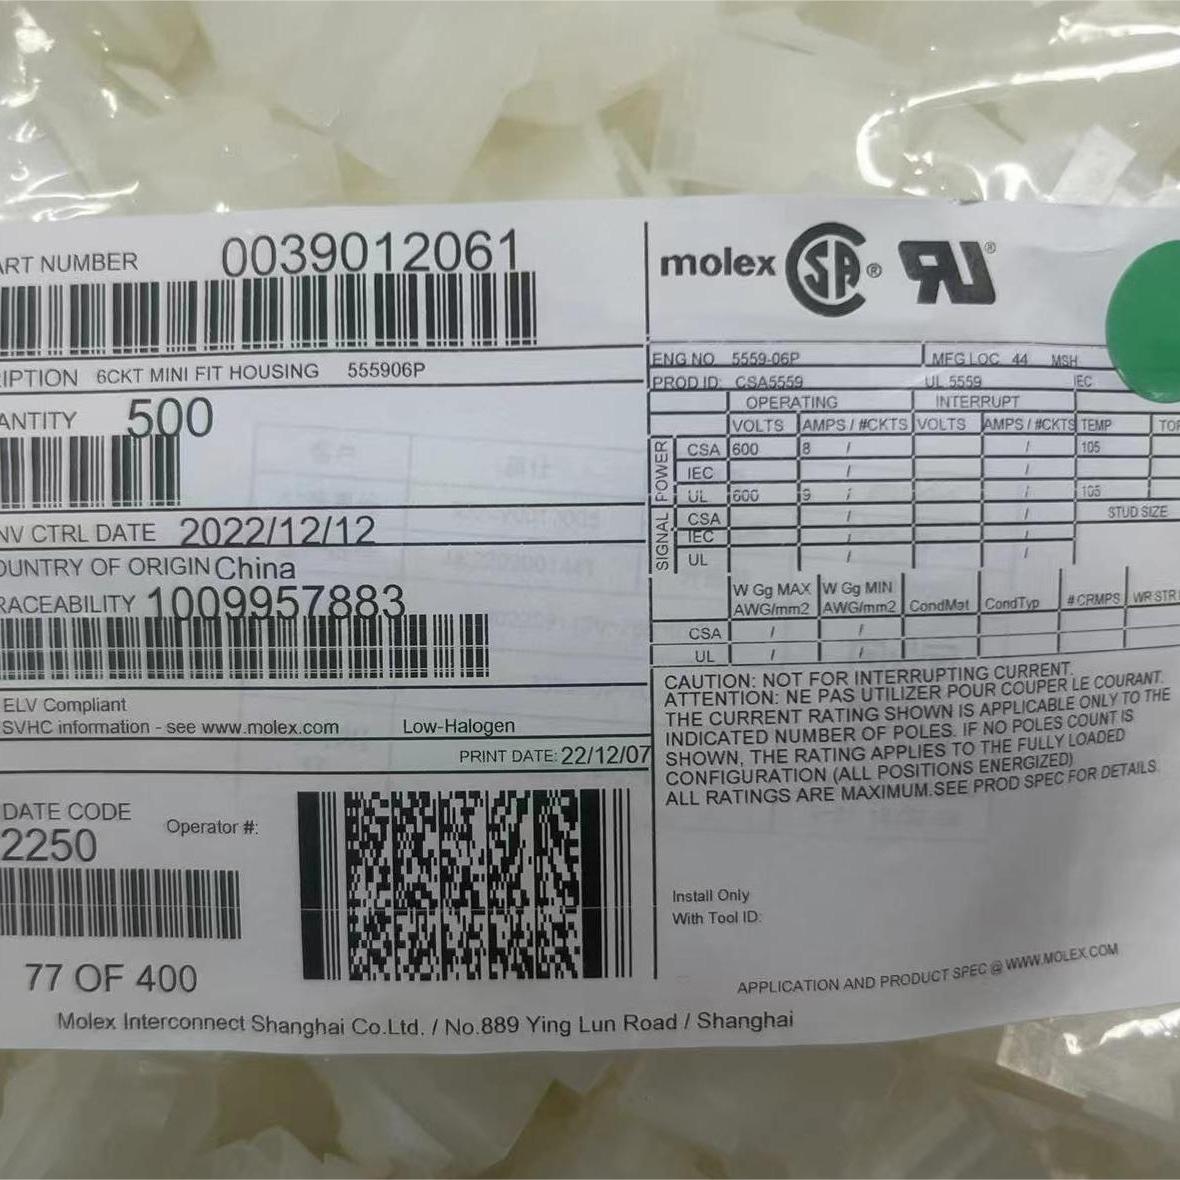 ART NUMBER 0039012061
IPTION 6CKT MINI FIT HOUSING 555906P
ANTITY 500
NV CTRL DATE 2022/12/12
OUNTRY OF ORIGIN China
RACEABILITY 1009957883
ELV Compliant
SVHC information - see www.molex.com Low-Halogen
PRINT DATE: 22/12/07
DATE CODE
2250
Operator #:
77 OF 400
Molex Interconnect Shanghai Co.Ltd. / No.889 Ying Lun Road / Shanghai
molex SA ® RU ®
ENG NO 5559-06P MFG LOC 44 MSH
PROD ID: CSA5559 UL 5559 IEC
OPERATING INTERRUPT
VOLTS AMPS / #CKTS VOLTS AMPS / #CKTS TEMP TOR
POWER
CSA 600 8 / / 105
IEC / /
UL 600 9 / / 105
SIGNAL
CSA / / STUD SIZE
IEC / /
UL / /
W Gg MAX W Gg MIN
AWG/mm2 AWG/mm2 CondMat CondTyp # CRMPS WR STRI
CSA / /
UL / /
CAUTION: NOT FOR INTERRUPTING CURRENT.
ATTENTION: NE PAS UTILIZER POUR COUPER LE COURANT.
THE CURRENT RATING SHOWN IS APPLICABLE ONLY TO THE
INDICATED NUMBER OF POLES. IF NO POLES COUNT IS
SHOWN, THE RATING APPLIES TO THE FULLY LOADED
CONFIGURATION (ALL POSITIONS ENERGIZED)
ALL RATINGS ARE MAXIMUM.SEE PROD SPEC FOR DETAILS.
Install Only
With Tool ID:
APPLICATION AND PRODUCT SPEC @ WWW.MOLEX.COM